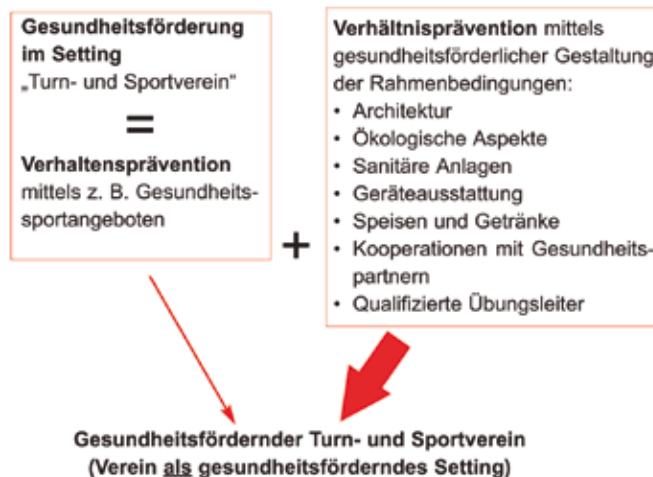 Gesundheitsförderung
im Setting
„Turn- und Sportverein“
=
Verhaltensprävention
mittels z. B. Gesundheits-
sportangeboten
+
Verhältnisprävention mittels
gesundheitsförderlicher Gestaltung
der Rahmenbedingungen:
• Architektur
• Ökologische Aspekte
• Sanitäre Anlagen
• Geräteausstattung
• Speisen und Getränke
• Kooperationen mit Gesundheits-
partnern
• Qualifizierte Übungsleiter
Gesundheitsfördernder Turn- und Sportverein
(Verein als gesundheitsförderndes Setting)